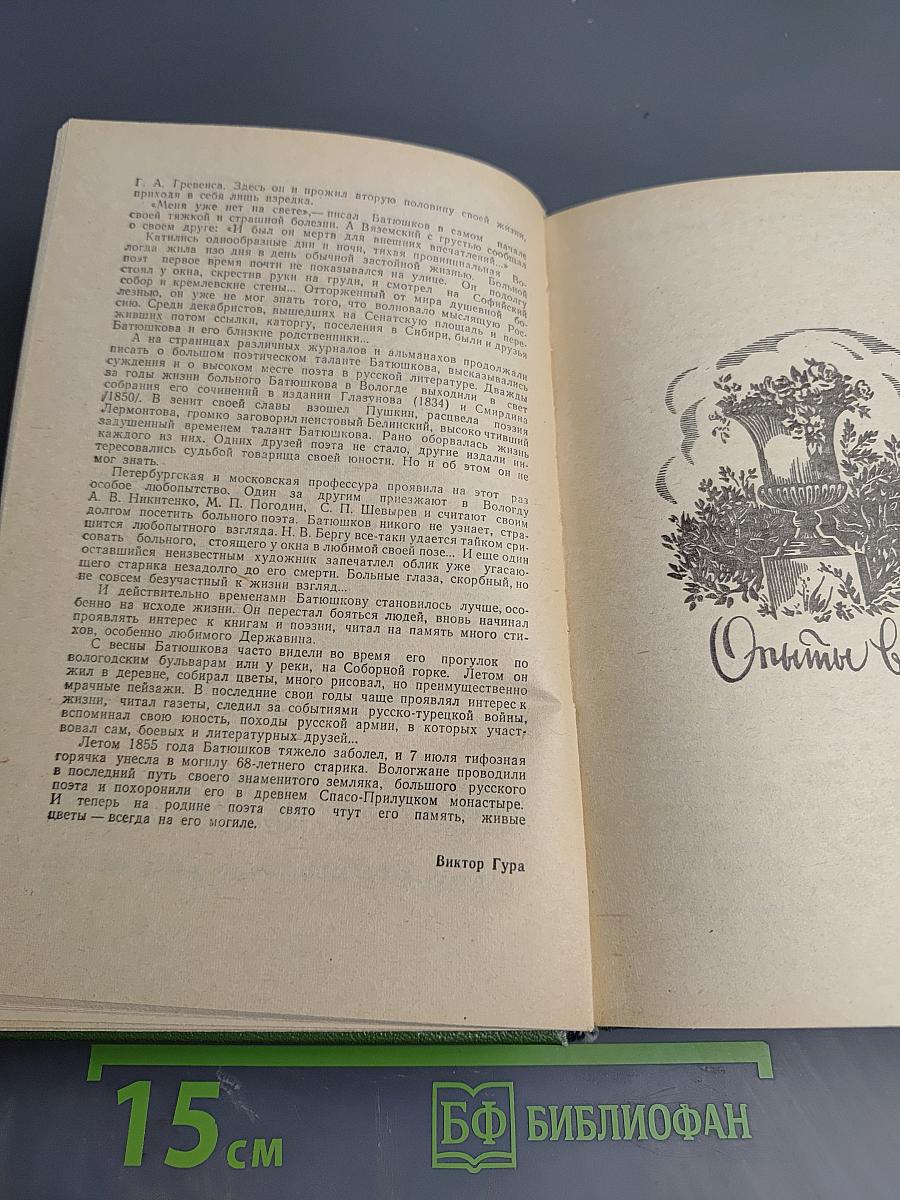 Г. А. Гревенса. Здесь он и прожил вторую половину своей жизни,
приходя в себя лишь изредка.
«Меня уже нет на свете»,— писал Батюшков в самом начале
своей тяжкой и страшной болезни. А Вяземский с грустью сообщал
о своем друге: «И был он мертв для внешних впечатлений...»
Катились однообразные дни и ночи, тихая провинциальная Во-
логда жила изо дня в день обычной застойной жизнью. Больной
поэт первое время почти не показывался на улице. Он подолгу
стоял у окна, скрестив руки на груди, и смотрел на Софийский
собор и кремлевские стены... Отторженный от мира душевной бо-
лезнью, он уже не мог знать того, что волновало мыслящую Рос-
сию. Среди декабристов, вышедших на Сенатскую площадь и пере-
живших потом ссылки, каторгу, поселения в Сибири, были и друзья
Батюшкова и его близкие родственники...
А на страницах различных журналов и альманахов продолжали
писать о большом поэтическом таланте Батюшкова, высказывались
суждения и о высоком месте поэта в русской литературе. Дважды
за годы жизни больного Батюшкова в Вологде выходили в свет
собрания его сочинений в издании Глазунова (1834) и Смирдина
/1850/. В зенит своей славы взошел Пушкин, расцвела поэзия
Лермонтова, громко заговорил неистовый Белинский, высоко чтивший
задушенный временем талант Батюшкова. Рано оборвалась жизнь
каждого из них. Одних друзей поэта не стало, другие издали ин-
тересовались судьбой товарища своей юности. Но и об этом он не
мог знать.
Петербургская и московская профессура проявила на этот раз
особое любопытство. Один за другим приезжают в Вологду
А. В. Никитенко, М. П. Погодин, С. П. Шевырев и считают своим
долгом посетить больного поэта. Батюшков никого не узнает, стра-
шится любопытного взгляда. Н. В. Бергу все-таки удается тайком сри-
совать больного, стоящего у окна в любимой своей позе... И еще один
оставшийся неизвестным художник запечатлел облик уже угасаю-
щего старика незадолго до его смерти. Больные глаза, скорбный, но
не совсем безучастный к жизни взгляд...
И действительно временами Батюшкову становилось лучше, осо-
бенно на исходе жизни. Он перестал бояться людей, вновь начинал
проявлять интерес к книгам и поэзии, читал на память много сти-
хов, особенно любимого Державина.
С весны Батюшкова часто видели во время его прогулок по
вологодским бульварам или у реки, на Соборной горке. Летом он
жил в деревне, собирал цветы, много рисовал, но преимущественно
мрачные пейзажи. В последние свои годы чаще проявлял интерес к
жизни, читал газеты, следил за событиями русско-турецкой войны,
вспоминал свою юность, походы русской армии, в которых участ-
вовал сам, боевых и литературных друзей...
Летом 1855 года Батюшков тяжело заболел, и 7 июля тифозная
горячка унесла в могилу 68-летнего старика. Вологжане проводили
в последний путь своего знаменитого земляка, большого русского
поэта и похоронили его в древнем Спасо-Прилуцком монастыре.
И теперь на родине поэта свято чтут его память, живые
цветы — всегда на его могиле.
Виктор Гура
Опыты в
15 см
БФ БИБЛИОФАН